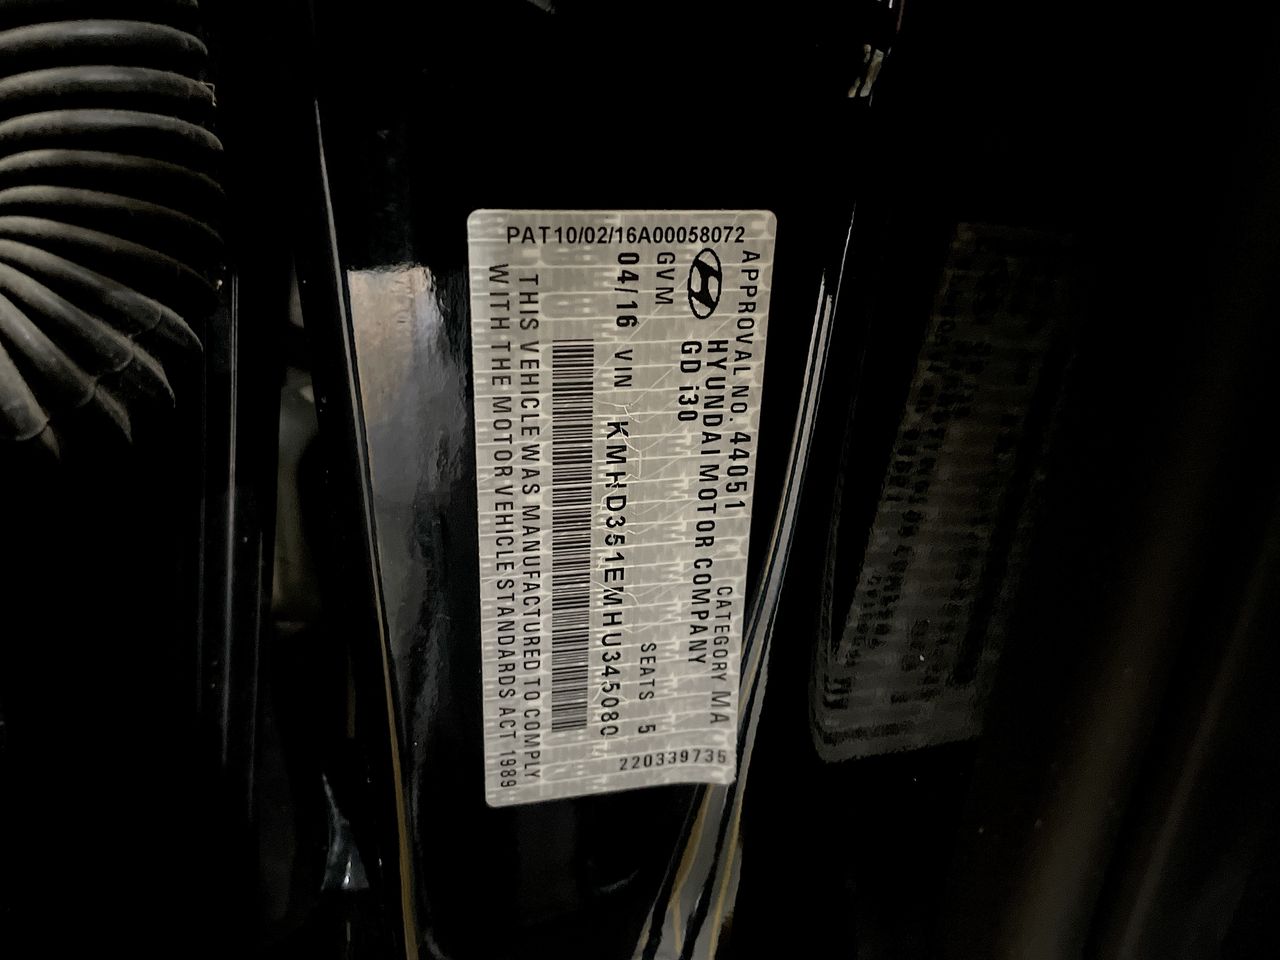 PAT10/02/16A00058072
APPROVAL NO. 44051 CATEGORY MA
HYUNDAI MOTOR COMPANY
GD i30
GVM SEATS 5
04/16 VIN KMHD351EMHU345080
THIS VEHICLE WAS MANUFACTURED TO COMPLY
WITH THE MOTOR VEHICLE STANDARDS ACT 1989
220339735